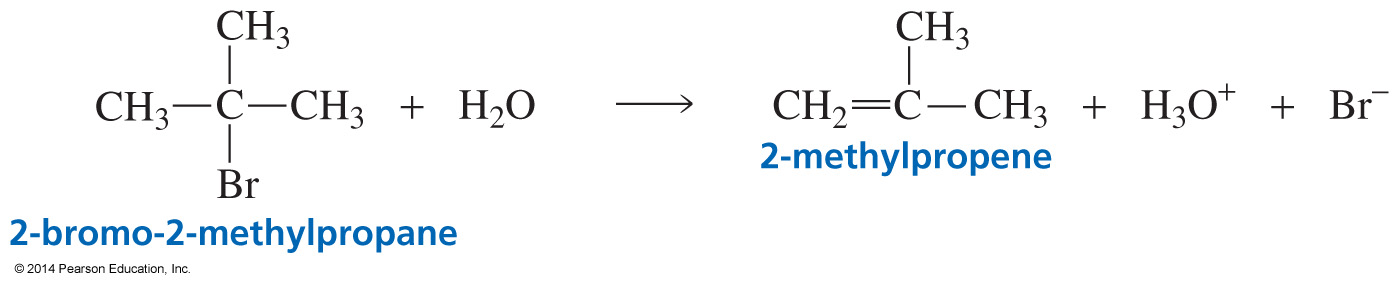 CH₃ CH₃
CH₃—C—CH₃ + H₂O ⟶ CH₂=C—CH₃ + H₃O⁺ + Br⁻
2-methylpropene
Br
2-bromo-2-methylpropane
© 2014 Pearson Education, Inc.